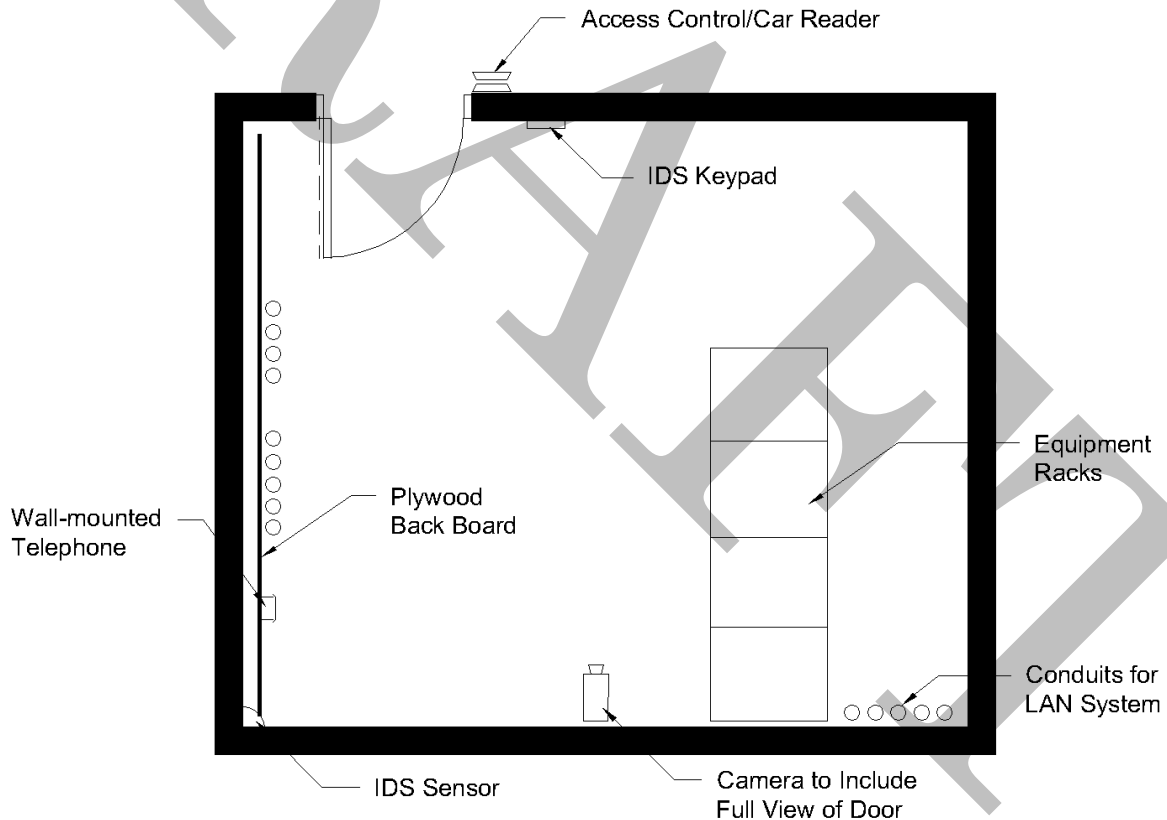 Access Control/Car Reader
IDS Keypad
Equipment
Racks
Plywood
Back Board
Wall-mounted
Telephone
Conduits for
LAN System
IDS Sensor
Camera to Include
Full View of Door